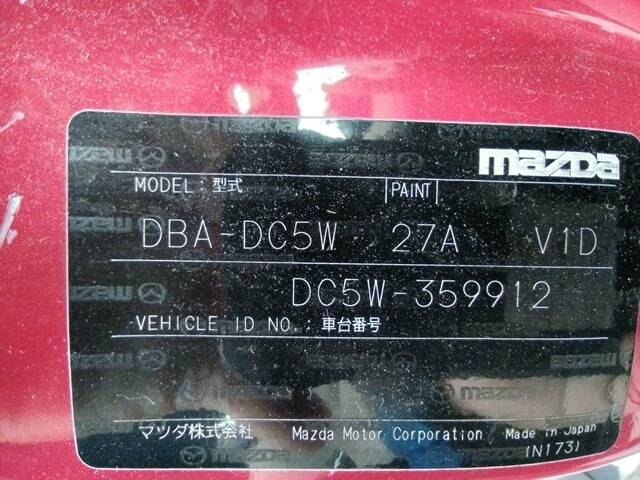 mazda
MODEL:型式 PAINT
DBA-DC5W 27A V1D
DC5W-359912
VEHICLE ID NO.:車台番号
マツダ株式会社 Mazda Motor Corporation Made in Japan
(N173)